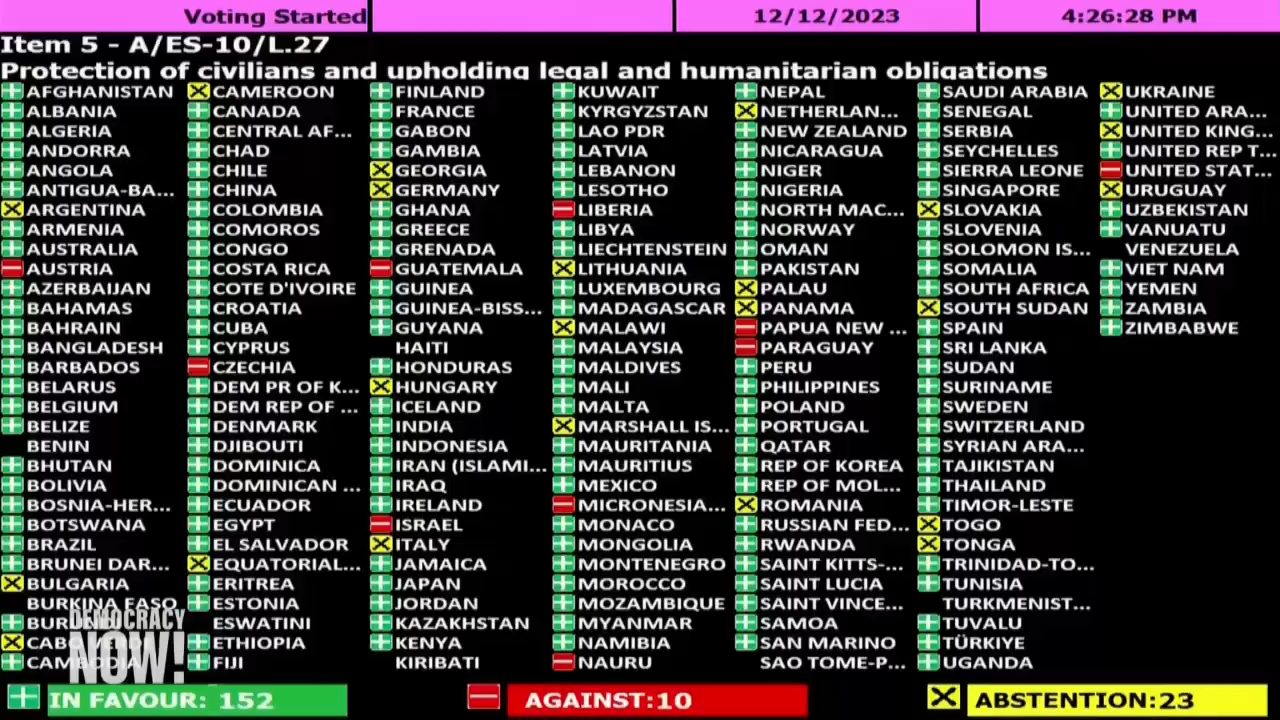 Voting Started
12/12/2023
4:26:28 PM
Item 5 - A/ES-10/L.27
Protection of civilians and upholding legal and humanitarian obligations
AFGHANISTAN
ALBANIA
ALGERIA
ANDORRA
ANGOLA
ANTIGUA-BA...
ARGENTINA
ARMENIA
AUSTRALIA
AUSTRIA
AZERBAIJAN
BAHAMAS
BAHRAIN
BANGLADESH
BARBADOS
BELARUS
BELGIUM
BELIZE
BENIN
BHUTAN
BOLIVIA
BOSNIA-HER...
BOTSWANA
BRAZIL
BRUNEI DAR...
BULGARIA
BURKINA FASO
CAMBODIA
CAMEROON
CANADA
CENTRAL AF...
CHAD
CHILE
CHINA
COLOMBIA
COMOROS
CONGO
COSTA RICA
COTE D'IVOIRE
CROATIA
CUBA
CYPRUS
CZECHIA
DEM PR OF K...
DEM REP OF ...
DENMARK
DJIBOUTI
DOMINICA
DOMINICAN ...
ECUADOR
EGYPT
EL SALVADOR
EQUATORIAL...
ERITREA
ESTONIA
ESWATINI
ETHIOPIA
FIJI
FINLAND
FRANCE
GABON
GAMBIA
GEORGIA
GERMANY
GHANA
GREECE
GRENADA
GUATEMALA
GUINEA
GUINEA-BISS...
GUYANA
HAITI
HONDURAS
HUNGARY
ICELAND
INDIA
INDONESIA
IRAN (ISLAMI...
IRAQ
IRELAND
ISRAEL
ITALY
JAMAICA
JAPAN
JORDAN
KAZAKHSTAN
KENYA
KIRIBATI
KUWAIT
KYRGYZSTAN
LAO PDR
LATVIA
LEBANON
LESOTHO
LIBERIA
LIBYA
LIECHTENSTEIN
LITHUANIA
LUXEMBOURG
MADAGASCAR
MALAWI
MALAYSIA
MALDIVES
MALI
MALTA
MARSHALL IS...
MAURITANIA
MAURITIUS
MEXICO
MICRONESIA...
MONACO
MONGOLIA
MONTENEGRO
MOROCCO
MOZAMBIQUE
MYANMAR
NAMIBIA
NAURU
NEPAL
NETHERLAN...
NEW ZEALAND
NICARAGUA
NIGER
NIGERIA
NORTH MAC...
NORWAY
OMAN
PAKISTAN
PALAU
PANAMA
PAPUA NEW ...
PARAGUAY
PERU
PHILIPPINES
POLAND
PORTUGAL
QATAR
REP OF KOREA
REP OF MOL...
ROMANIA
RUSSIAN FED...
RWANDA
SAINT KITTS-...
SAINT LUCIA
SAINT VINCE...
SAMOA
SAN MARINO
SAO TOME-P...
SAUDI ARABIA
SENEGAL
SERBIA
SEYCHELLES
SIERRA LEONE
SINGAPORE
SLOVAKIA
SLOVENIA
SOLOMON IS...
SOMALIA
SOUTH AFRICA
SOUTH SUDAN
SPAIN
SRI LANKA
SUDAN
SURINAME
SWEDEN
SWITZERLAND
SYRIAN ARA...
TAJIKISTAN
THAILAND
TIMOR-LESTE
TOGO
TONGA
TRINIDAD-TO...
TUNISIA
TURKMENIST...
TUVALU
TÜRKIYE
UGANDA
UKRAINE
UNITED ARA...
UNITED KING...
UNITED REP T...
UNITED STAT...
URUGUAY
UZBEKISTAN
VANUATU
VENEZUELA
VIET NAM
YEMEN
ZAMBIA
ZIMBABWE
DEMOCRACY
NOW!
IN FAVOUR: 152
AGAINST:10
ABSTENTION:23